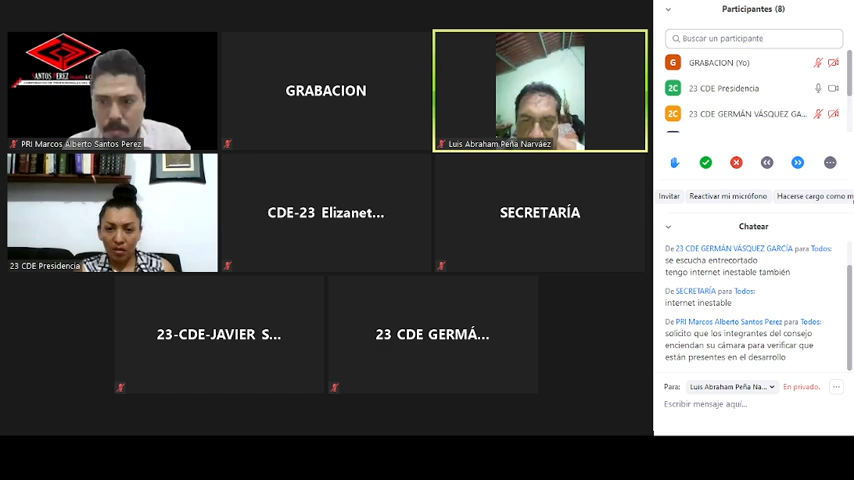 SANTOS PEREZ
PRI Marcos Alberto Santos Perez
GRABACION
Luis Abraham Peña Narváez
23 CDE Presidencia
CDE-23 Elizanet...
SECRETARÍA
23-CDE-JAVIER S...
23 CDE GERMÁ...
Participantes (8)
Buscar un participante
G GRABACION (Yo)
2C 23 CDE Presidencia
2C 23 CDE GERMÁN VÁSQUEZ GA...
Invitar
Reactivar mi micrófono
Hacerse cargo como m
Chatear
De 23 CDE GERMÁN VÁSQUEZ GARCÍA para Todos:
se escucha entrecortado
tengo internet inestable también
De SECRETARÍA para Todos:
internet inestable
De PRI Marcos Alberto Santos Perez para Todos:
solicito que los integrantes del consejo
enciendan su cámara para verificar que
están presentes en el desarrollo
Para: Luis Abraham Peña Na... En privado.
Escribir mensaje aquí...